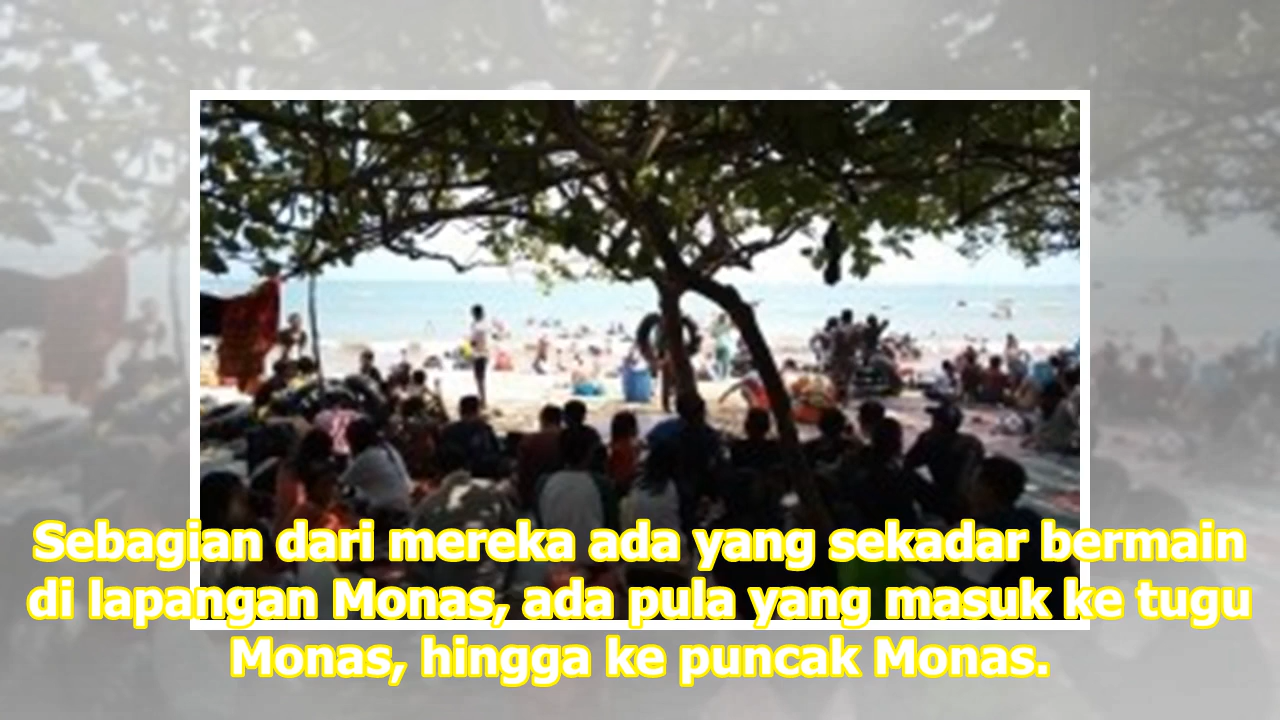 Sebagian dari mereka ada yang sekadar bermain
di lapangan Monas, ada pula yang masuk ke tugu
Monas, hingga ke puncak Monas.